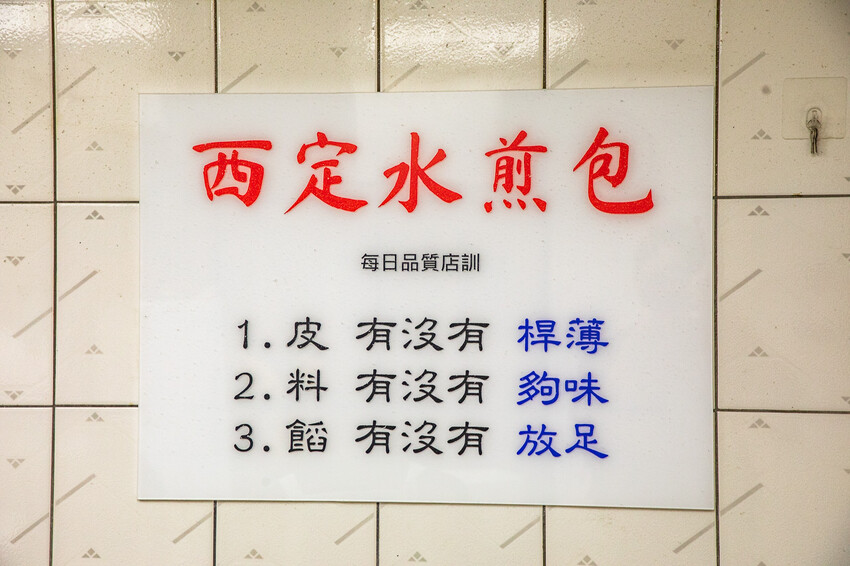 西定水煎包
每日品質店訓
1.皮 有沒有 桿薄
2.料 有沒有 夠味
3.餡 有沒有 放足